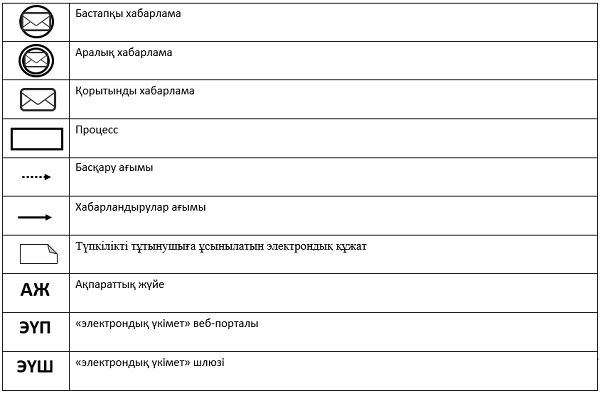 Бастапқы хабарлама
Аралық хабарлама
Қорытынды хабарлама
Процесс
Басқару ағымы
Хабарландырулар ағымы
Түпкілікті тұтынушыға ұсынылатын электрондық құжат
АЖ Ақпараттық жүйе
ЭҮП «электрондық үкімет» веб-порталы
ЭҮШ «электрондық үкімет» шлюзі